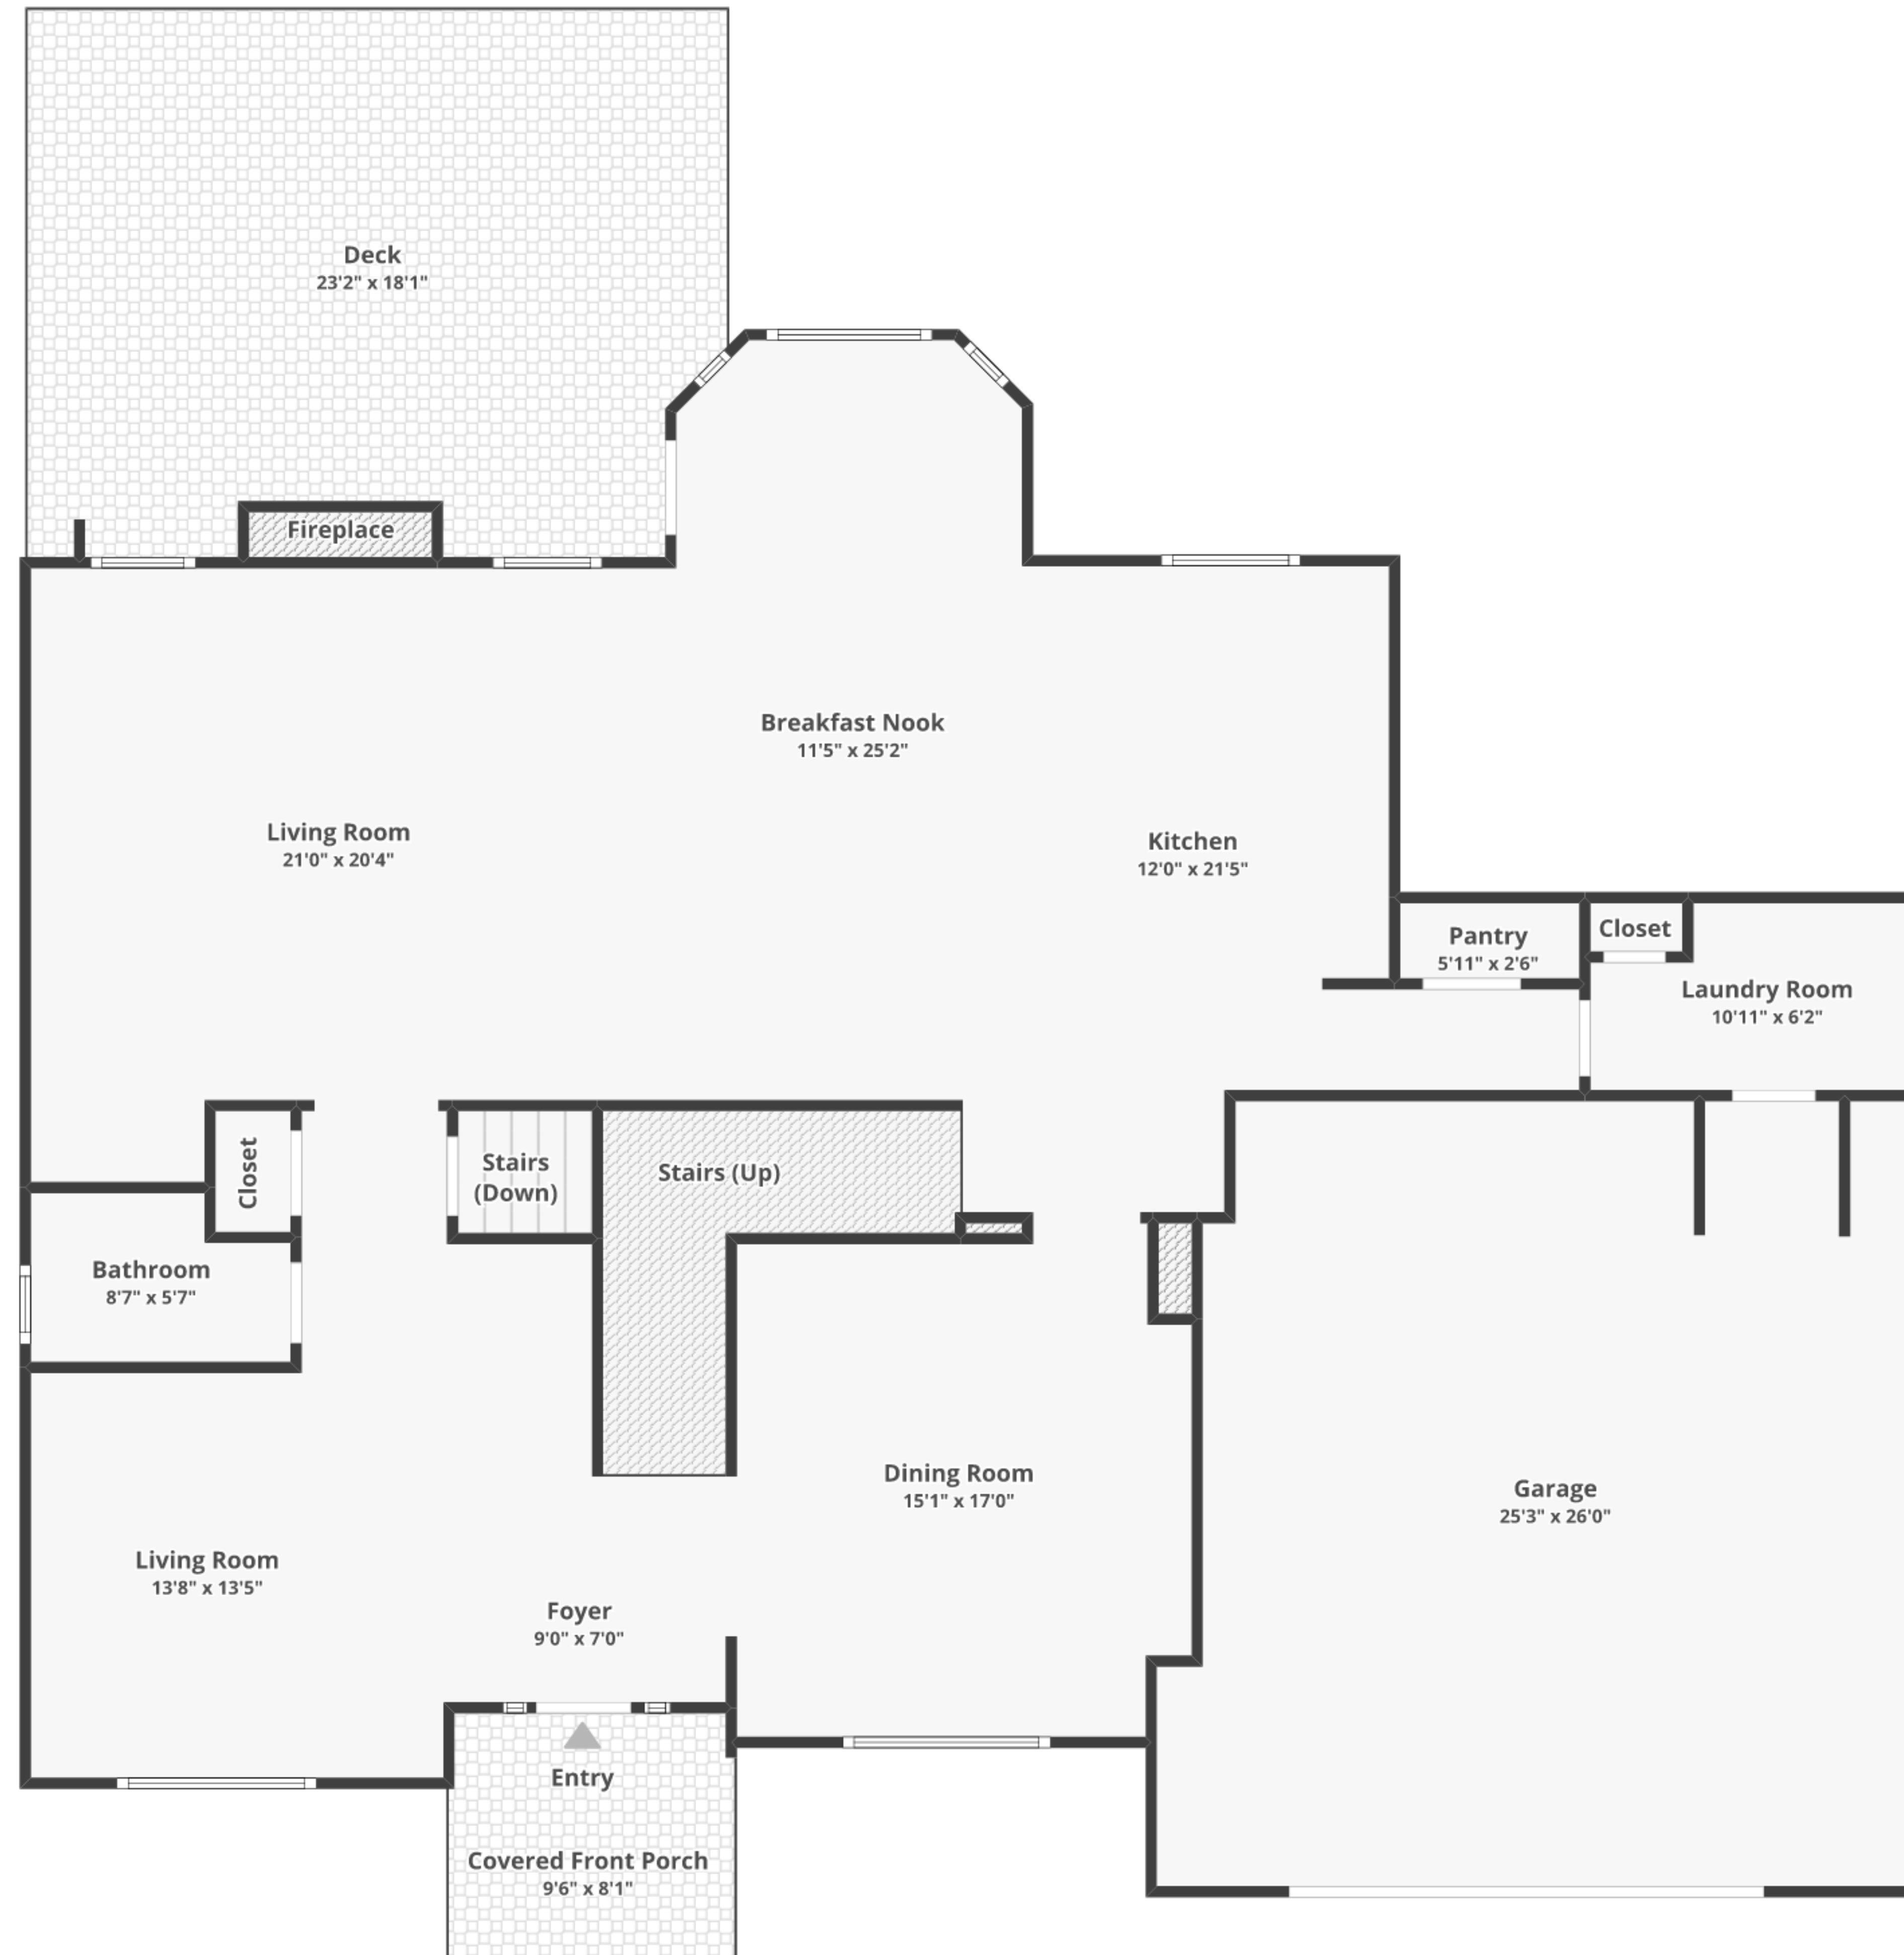 Deck
23'2" x 18'1"
Fireplace
Breakfast Nook
11'5" x 25'2"
Living Room
21'0" x 20'4"
Kitchen
12'0" x 21'5"
Pantry
5'11" x 2'6"
Closet
Laundry Room
10'11" x 6'2"
Closet
Stairs
(Down)
Stairs (Up)
Bathroom
8'7" x 5'7"
Dining Room
15'1" x 17'0"
Garage
25'3" x 26'0"
Living Room
13'8" x 13'5"
Foyer
9'0" x 7'0"
Entry
Covered Front Porch
9'6" x 8'1"